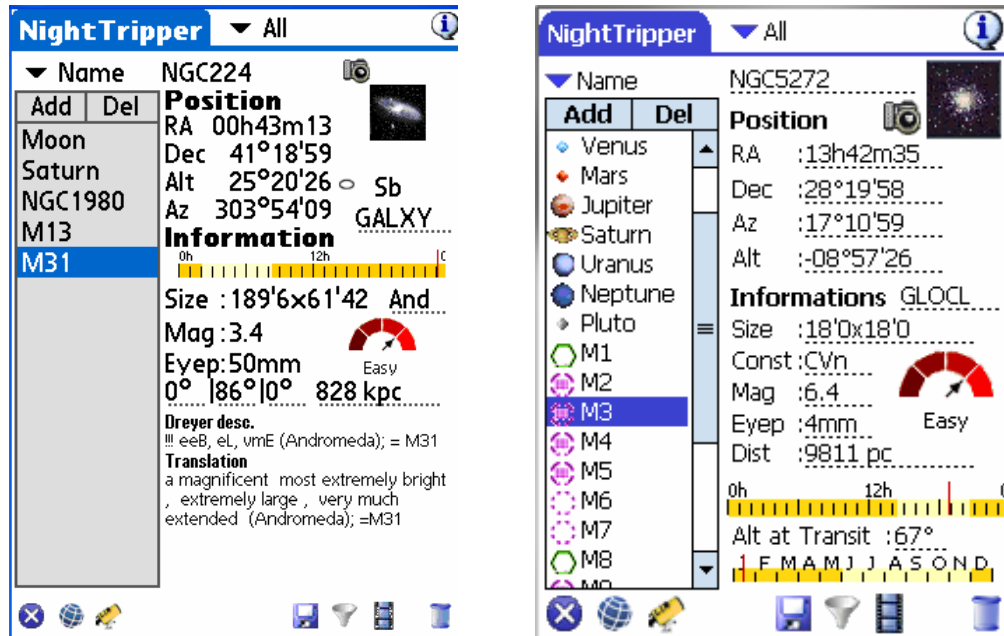 NightTripper All
Name
Add Del
Moon
Saturn
NGC1980
M13
M31
NGC224
Position
RA 00h43m13
Dec 41°18'59
Alt 25°20'26 Sb
Az 303°54'09 GALXY
Information
0h 12h
Size :189'6x61'42 And
Mag :3.4
Eyep:50mm Easy
0° |86°|0° 828 kpc
Dreyer desc.
!!! eeB, eL, vmE (Andromeda); = M31
Translation
a magnificent most extremely bright
, extremely large , very much
extended (Andromeda); =M31
NightTripper All
Name
Add Del
Venus
Mars
Jupiter
Saturn
Uranus
Neptune
Pluto
M1
M2
M3
M4
M5
M6
M7
M8
M9
NGC5272
Position
RA :13h42m35
Dec :28°19'58
Az :17°10'59
Alt :-08°57'26
Informations GLOCL
Size :18'0x18'0
Const :CVn
Mag :6.4
Eyep :4mm Easy
Dist :9811 pc
0h 12h
Alt at Transit :67°
F M A M J J A S O N D